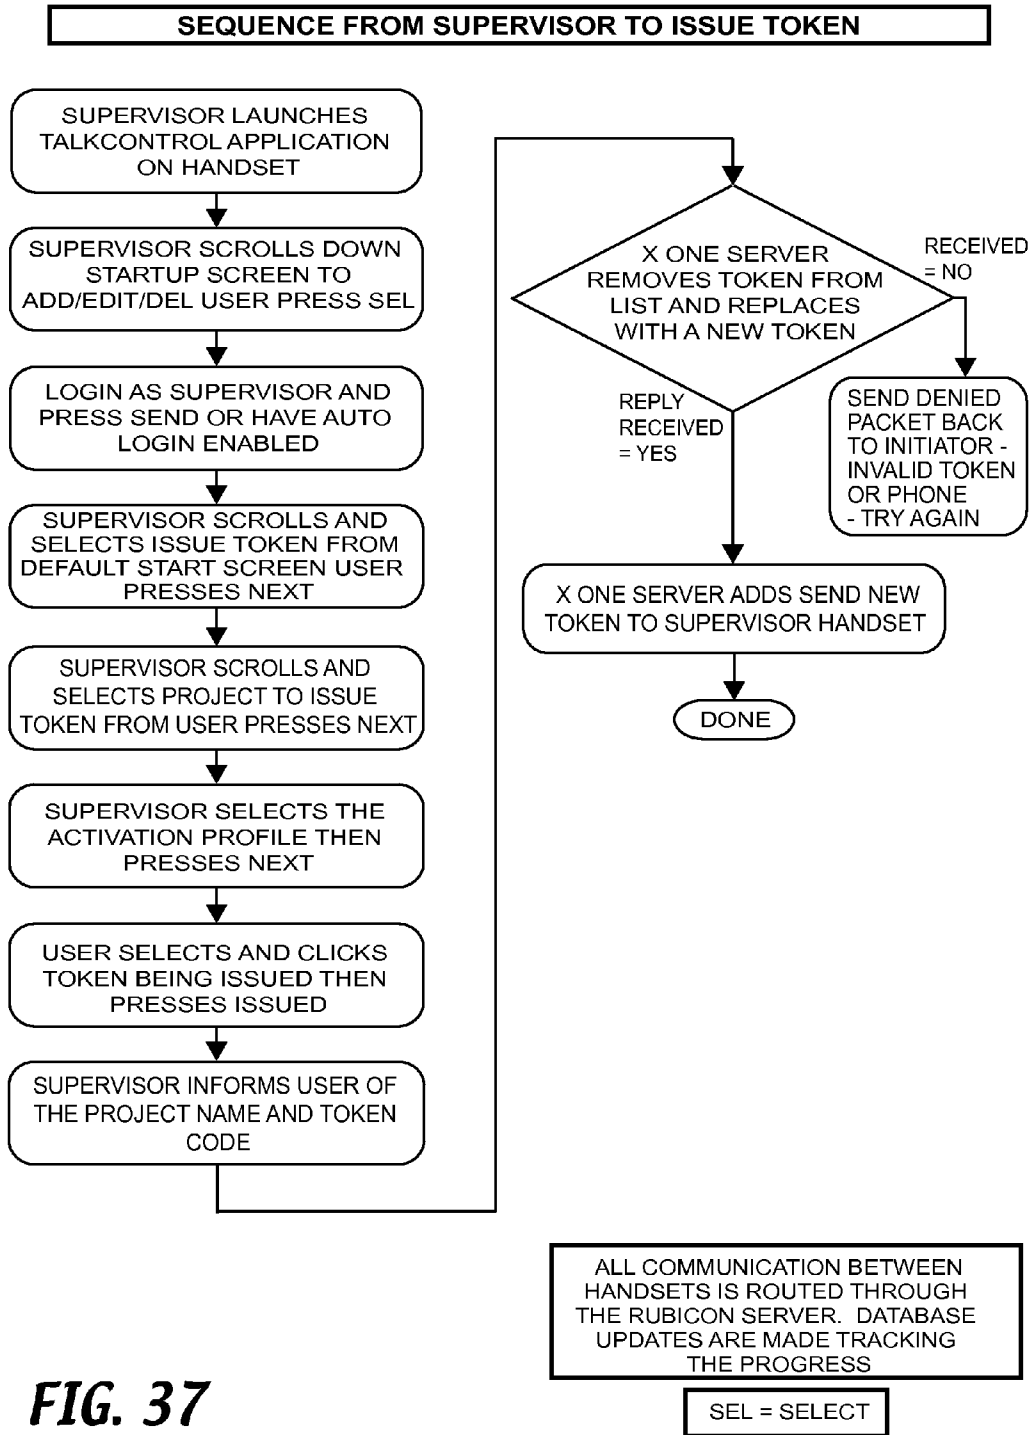 SEQUENCE FROM SUPERVISOR TO ISSUE TOKEN
SUPERVISOR LAUNCHES
TALKCONTROL APPLICATION
ON HANDSET
SUPERVISOR SCROLLS DOWN
STARTUP SCREEN TO
ADD/EDIT/DEL USER PRESS SEL
LOGIN AS SUPERVISOR AND
PRESS SEND OR HAVE AUTO
LOGIN ENABLED
SUPERVISOR SCROLLS AND
SELECTS ISSUE TOKEN FROM
DEFAULT START SCREEN USER
PRESSES NEXT
SUPERVISOR SCROLLS AND
SELECTS PROJECT TO ISSUE
TOKEN FROM USER PRESSES NEXT
SUPERVISOR SELECTS THE
ACTIVATION PROFILE THEN
PRESSES NEXT
USER SELECTS AND CLICKS
TOKEN BEING ISSUED THEN
PRESSES ISSUED
SUPERVISOR INFORMS USER OF
THE PROJECT NAME AND TOKEN
CODE
X ONE SERVER
REMOVES TOKEN FROM
LIST AND REPLACES
WITH A NEW TOKEN
RECEIVED
= NO
SEND DENIED
PACKET BACK
TO INITIATOR -
INVALID TOKEN
OR PHONE
- TRY AGAIN
REPLY
RECEIVED
= YES
X ONE SERVER ADDS SEND NEW
TOKEN TO SUPERVISOR HANDSET
DONE
ALL COMMUNICATION BETWEEN
HANDSETS IS ROUTED THROUGH
THE RUBICON SERVER. DATABASE
UPDATES ARE MADE TRACKING
THE PROGRESS
SEL = SELECT
FIG. 37